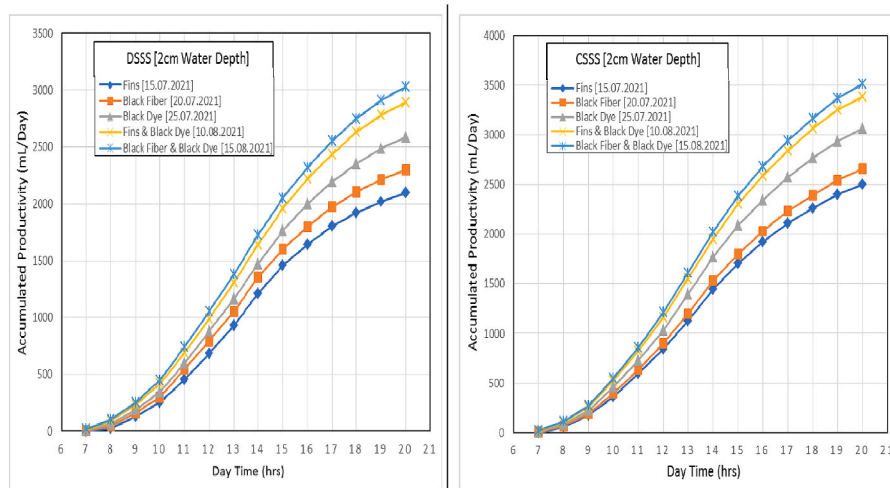 DSSS [2cm Water Depth]
Fins [15.07.2021]
Black Fiber [20.07.2021]
Black Dye [25.07.2021]
Fins & Black Dye [10.08.2021]
Black Fiber & Black Dye [15.08.2021]
Accumulated Productivity (mL/Day)
3500
3000
2500
2000
1500
1000
500
0
6 7 8 9 10 11 12 13 14 15 16 17 18 19 20 21
Day Time (hrs)
CSSS [2cm Water Depth]
Fins [15.07.2021]
Black Fiber [20.07.2021]
Black Dye [25.07.2021]
Fins & Black Dye [10.08.2021]
Black Fiber & Black Dye [15.08.2021]
Accumulated Productivity (mL/Day)
4000
3500
3000
2500
2000
1500
1000
500
0
6 7 8 9 10 11 12 13 14 15 16 17 18 19 20 21
Day Time (hrs)